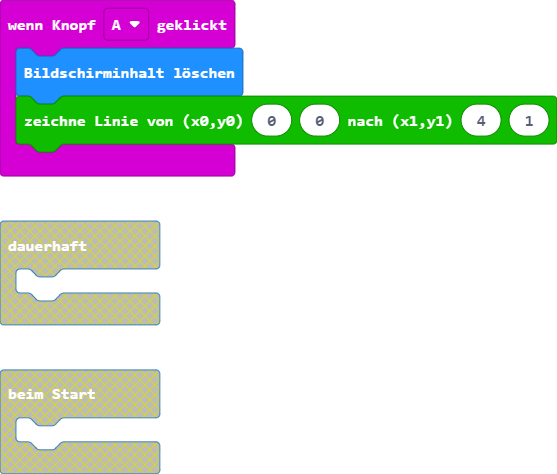 wenn Knopf A geklickt
Bildschirminhalt löschen
zeichne Linie von (x0,y0) 0 0 nach (x1,y1) 4 1
dauerhaft
beim Start